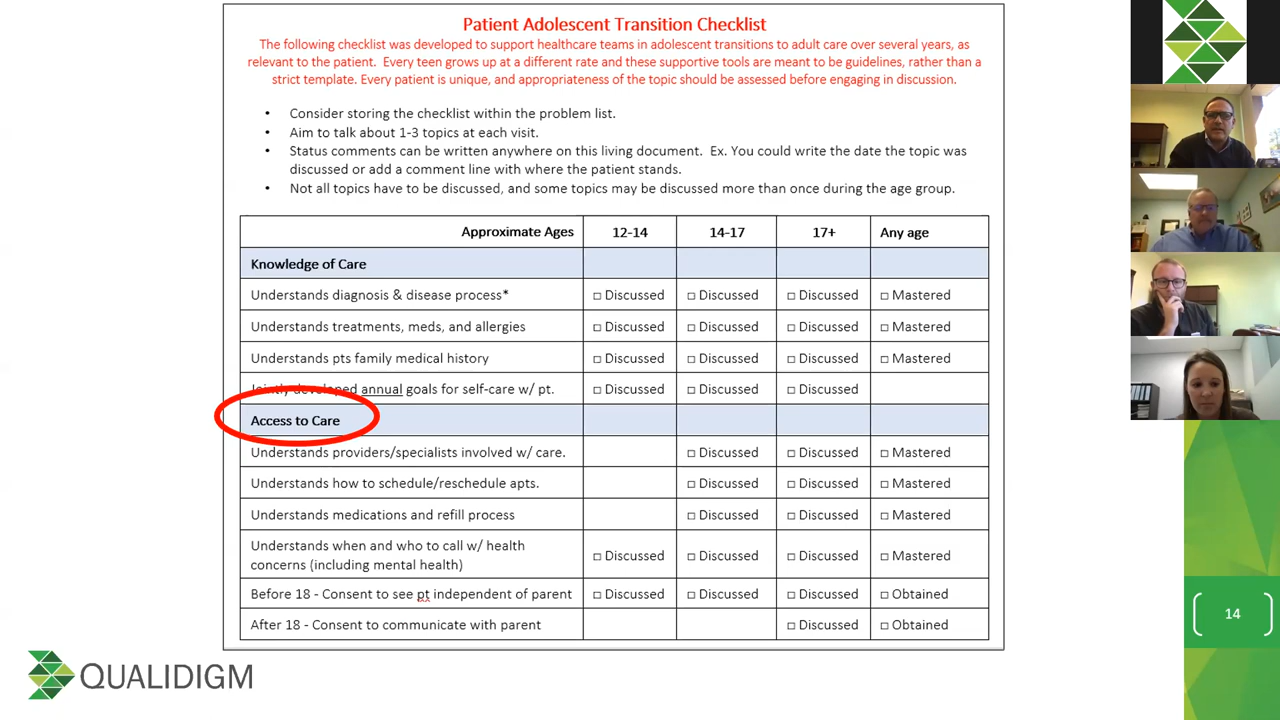 Patient Adolescent Transition Checklist
The following checklist was developed to support healthcare teams in adolescent transitions to adult care over several years, as
relevant to the patient. Every teen grows up at a different rate and these supportive tools are meant to be guidelines, rather than a
strict template. Every patient is unique, and appropriateness of the topic should be assessed before engaging in discussion.
• Consider storing the checklist within the problem list.
• Aim to talk about 1-3 topics at each visit.
• Status comments can be written anywhere on this living document. Ex. You could write the date the topic was
discussed or add a comment line with where the patient stands.
• Not all topics have to be discussed, and some topics may be discussed more than once during the age group.
Approximate Ages 12-14 14-17 17+ Any age
Knowledge of Care
Understands diagnosis & disease process* □ Discussed □ Discussed □ Discussed □ Mastered
Understands treatments, meds, and allergies □ Discussed □ Discussed □ Discussed □ Mastered
Understands pts family medical history □ Discussed □ Discussed □ Discussed □ Mastered
Jointly developed annual goals for self-care w/ pt. □ Discussed □ Discussed □ Discussed
Access to Care
Understands providers/specialists involved w/ care. □ Discussed □ Discussed □ Mastered
Understands how to schedule/reschedule apts. □ Discussed □ Discussed □ Mastered
Understands medications and refill process □ Discussed □ Discussed □ Mastered
Understands when and who to call w/ health
concerns (including mental health) □ Discussed □ Discussed □ Discussed □ Mastered
Before 18 - Consent to see pt independent of parent □ Discussed □ Discussed □ Discussed □ Obtained
After 18 - Consent to communicate with parent □ Discussed □ Obtained
14
QUALIDIGM